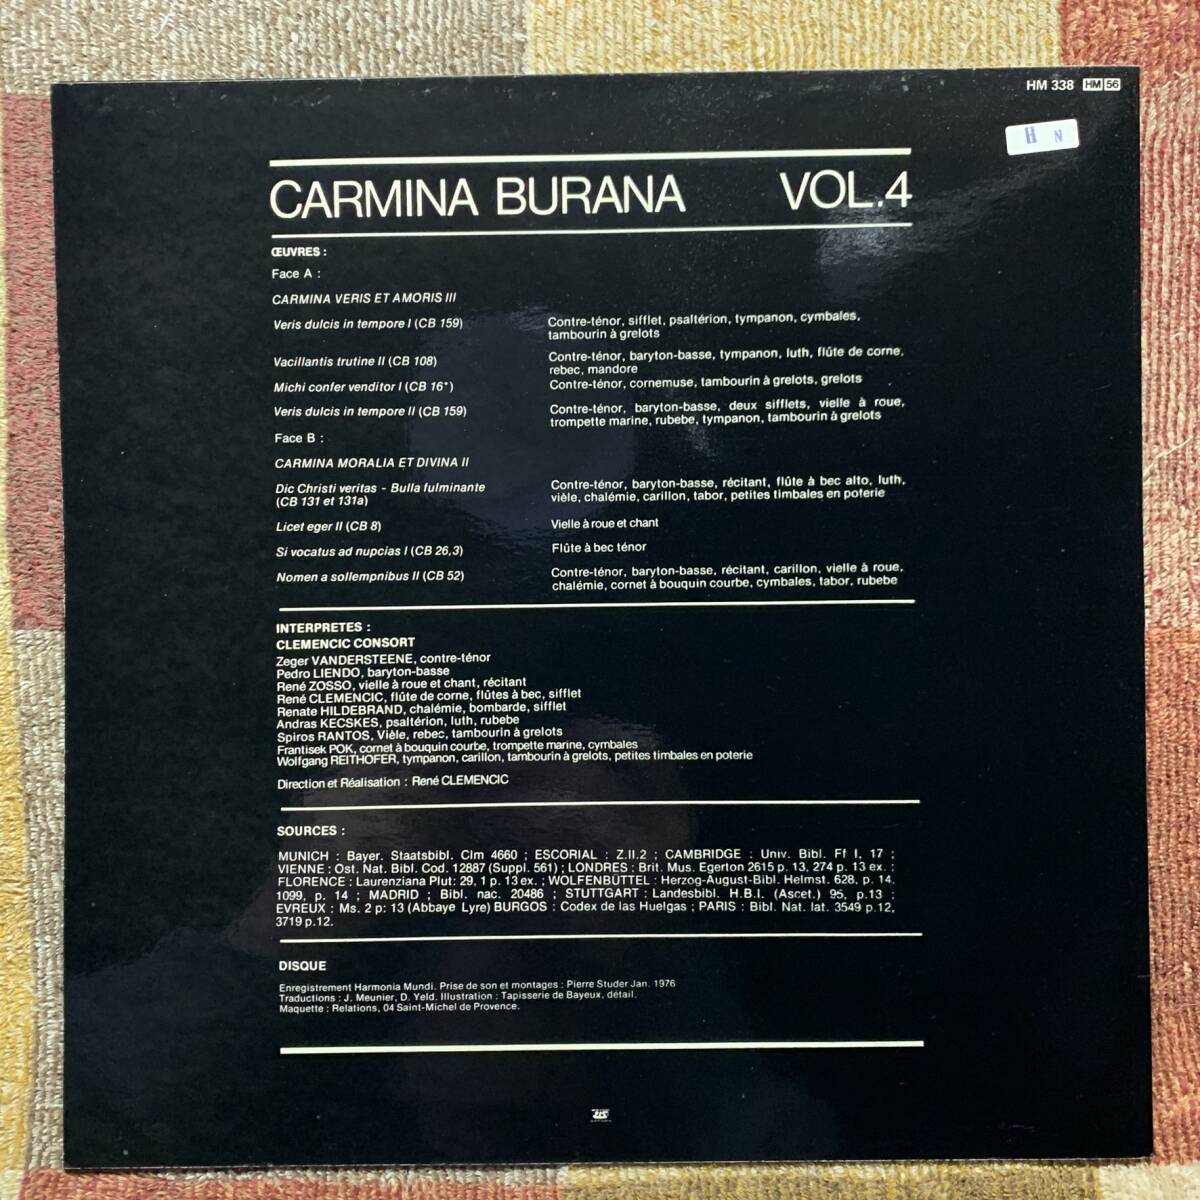 HM 338 HM 56
H N
CARMINA BURANA VOL.4
ŒUVRES :
Face A :
CARMINA VERIS ET AMORIS III
Veris dulcis in tempore I (CB 159)
Contre-ténor, sifflet, psaltérion, tympanon, cymbales,
tambourin à grelots
Vacillantis trutine II (CB 108)
Contre-ténor, baryton-basse, tympanon, luth, flûte de corne,
rebec, mandore
Michi confer venditor I (CB 16*)
Contre-ténor, cornemuse, tambourin à grelots, grelots
Veris dulcis in tempore II (CB 159)
Contre-ténor, baryton-basse, deux sifflets, vielle à roue,
trompette marine, rubebe, tympanon, tambourin à grelots
Face B :
CARMINA MORALIA ET DIVINA II
Dic Christi veritas - Bulla fulminante
(CB 131 et 131a)
Contre-ténor, baryton-basse, récitant, flûte à bec alto, luth,
vièle, chalémie, carillon, tabor, petites timbales en poterie
Licet eger II (CB 8)
Vielle à roue et chant
Si vocatus ad nupcias I (CB 26,3)
Flûte à bec ténor
Nomen a sollempnibus II (CB 52)
Contre-ténor, baryton-basse, récitant, carillon, vielle à roue,
chalémie, cornet à bouquin courbe, cymbales, tabor, rubebe
INTERPRETES :
CLEMENCIC CONSORT
Zeger VANDERSTEENE, contre-ténor
Pedro LIENDO, baryton-basse
René ZOSSO, vielle à roue et chant, récitant
René CLEMENCIC, flûte de corne, flûtes à bec, sifflet
Renate HILDEBRAND, chalémie, bombarde, sifflet
Andras KECSKES, psaltérion, luth, rubebe
Spiros RANTOS, Vièle, rebec, tambourin à grelots
Frantisek POK, cornet à bouquin courbe, trompette marine, cymbales
Wolfgang REITHOFER, tympanon, carillon, tambourin à grelots, petites timbales en poterie
Direction et Réalisation : René CLEMENCIC
SOURCES :
MUNICH : Bayer. Staatsbibl. Clm 4660 ; ESCORIAL : Z.II.2 ; CAMBRIDGE : Univ. Bibl. Ff I, 17 ;
VIENNE : Ost. Nat. Bibl. Cod. 12887 (Suppl. 561) ; LONDRES : Brit. Mus. Egerton 2615 p. 13, 274 p. 13 ex. ;
FLORENCE : Laurenziana Plut: 29, 1 p. 13 ex. ; WOLFENBÜTTEL : Herzog-August-Bibl. Helmst. 628, p. 14,
1099, p. 14 ; MADRID ; Bibl. nac. 20486 ; STUTTGART : Landesbibl. H.B.I. (Ascet.) 95, p.13 ;
EVREUX : Ms. 2 p: 13 (Abbaye Lyre) BURGOS : Codex de las Huelgas ; PARIS : Bibl. Nat. lat. 3549 p.12,
3719 p.12.
DISQUE
Enregistrement Harmonia Mundi. Prise de son et montages : Pierre Studer Jan. 1976
Traductions : J. Meunier, D. Yeld. Illustration : Tapisserie de Bayeux, détail.
Maquette : Relations, 04 Saint-Michel de Provence.